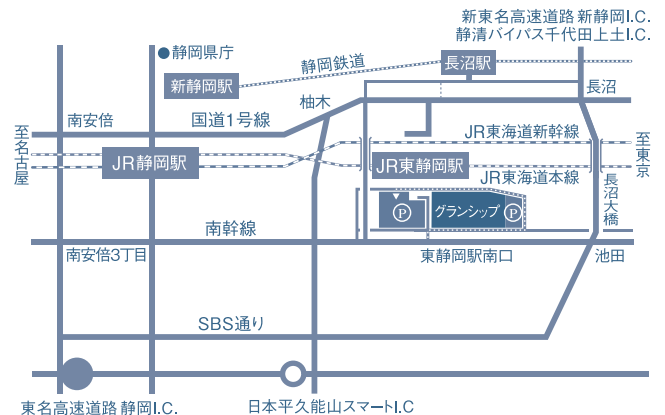 新東名高速道路 新静岡I.C.
静清バイパス千代田上土I.C.
静岡県庁
静岡鉄道
長沼駅
新静岡駅
柚木
長沼
南安倍
国道1号線
至名古屋
JR東海道新幹線
至東京
JR静岡駅
JR東静岡駅
JR東海道本線
長沼大橋
P
グランシップ
P
南幹線
南安倍3丁目
東静岡駅南口
池田
SBS通り
東名高速道路 静岡I.C.
日本平久能山スマートI.C